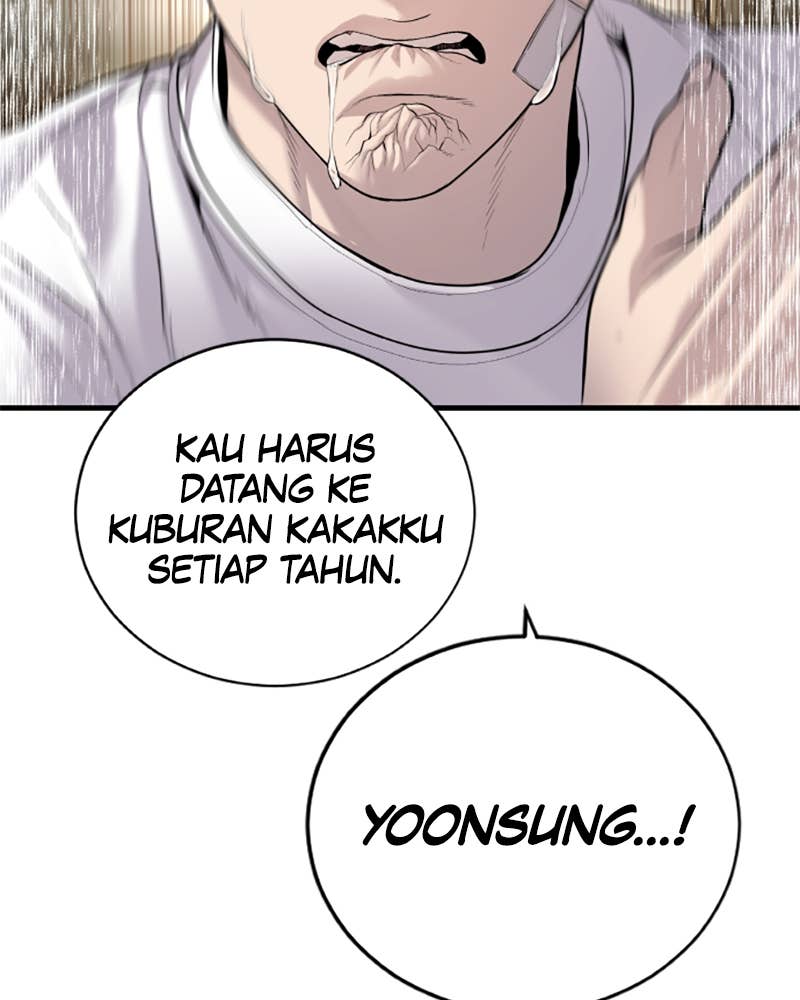 KAU HARUS
DATANG KE
KUBURAN KAKAKKU
SETIAP TAHUN.
YOONSUNG...!